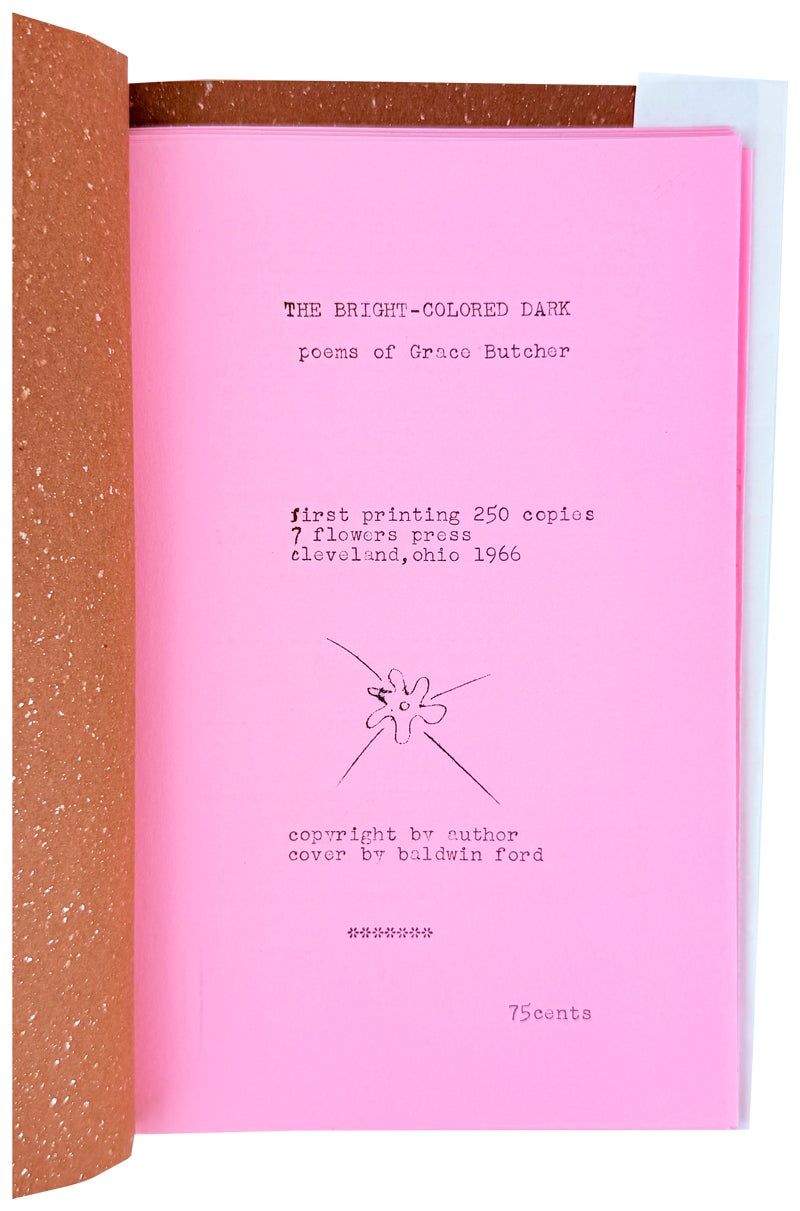 THE BRIGHT-COLORED DARK
poems of Grace Butcher
first printing 250 copies
7 flowers press
cleveland,ohio 1966
copyright by author
cover by baldwin ford
*******
75cents